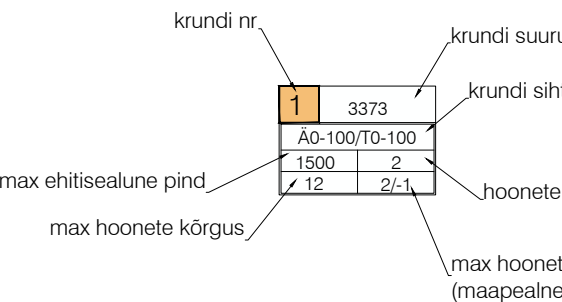 krundi nr
krundi suuru
1
3373
krundi siht
Ä0-100/T0-100
1500
2
max ehitisealune pind
12
2/-1
hoonete
max hoonete kõrgus
max hoonet
(maapealne